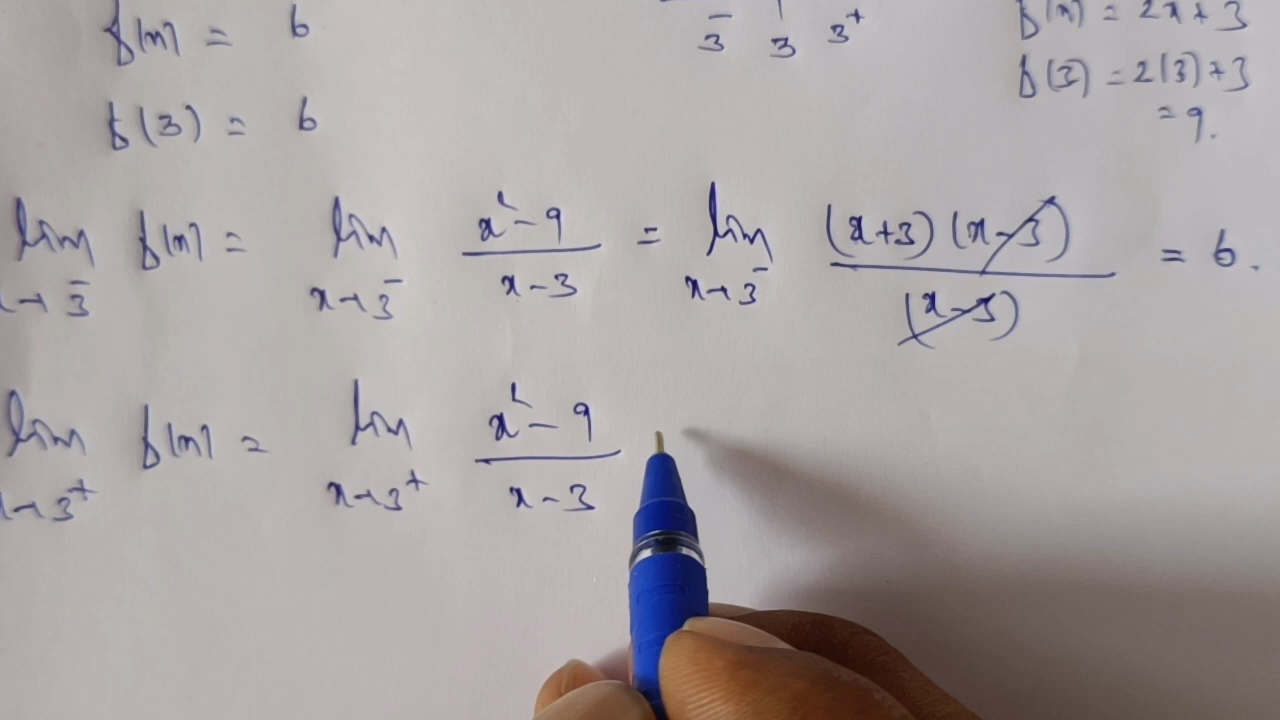 f(x) = 6
3⁻ 3 3⁺
f(x) = 2x+3
f(3) = 2(3)+3
= 9.
f(3) = 6
lim x→3⁻ f(x) = lim x→3⁻ (x²-9)/(x-3) = lim x→3⁻ (x+3)(x-3)/(x-3) = 6.
lim x→3⁺ f(x) = lim x→3⁺ (x²-9)/(x-3)